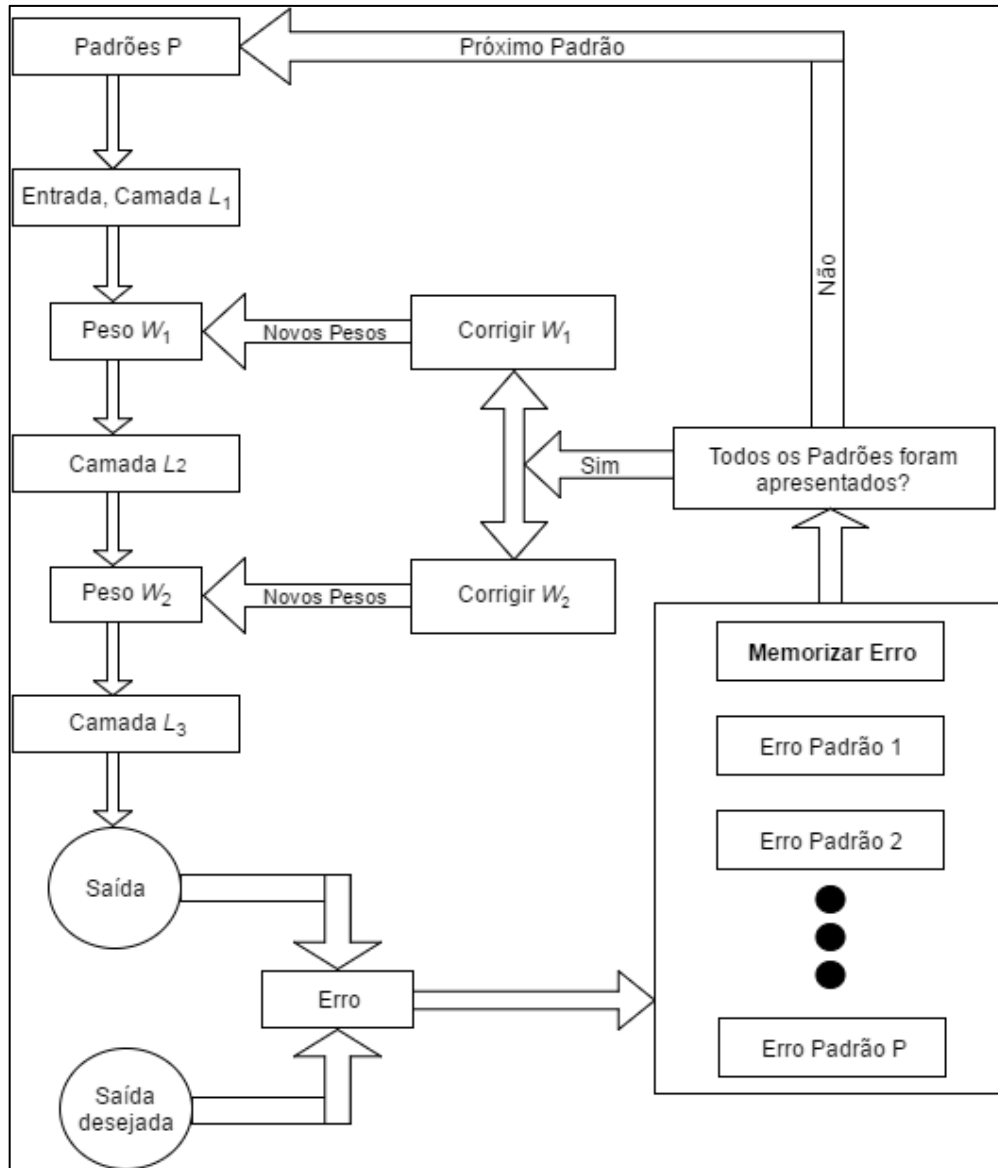 Padrões P
Próximo Padrão
Entrada, Camada L1
Não
Peso W1
Novos Pesos
Corrigir W1
Camada L2
Sim
Todos os Padrões foram
apresentados?
Peso W2
Novos Pesos
Corrigir W2
Memorizar Erro
Camada L3
Erro Padrão 1
Erro Padrão 2
Saída
Erro
Erro Padrão P
Saída
desejada